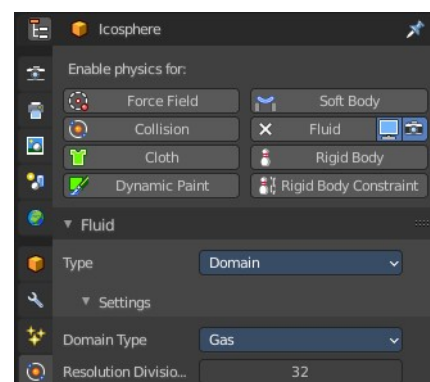 Icosphere
Enable physics for:
Force Field Soft Body
Collision Fluid
Cloth Rigid Body
Dynamic Paint Rigid Body Constraint
Fluid
Type Domain
Settings
Domain Type Gas
Resolution Divisio... 32